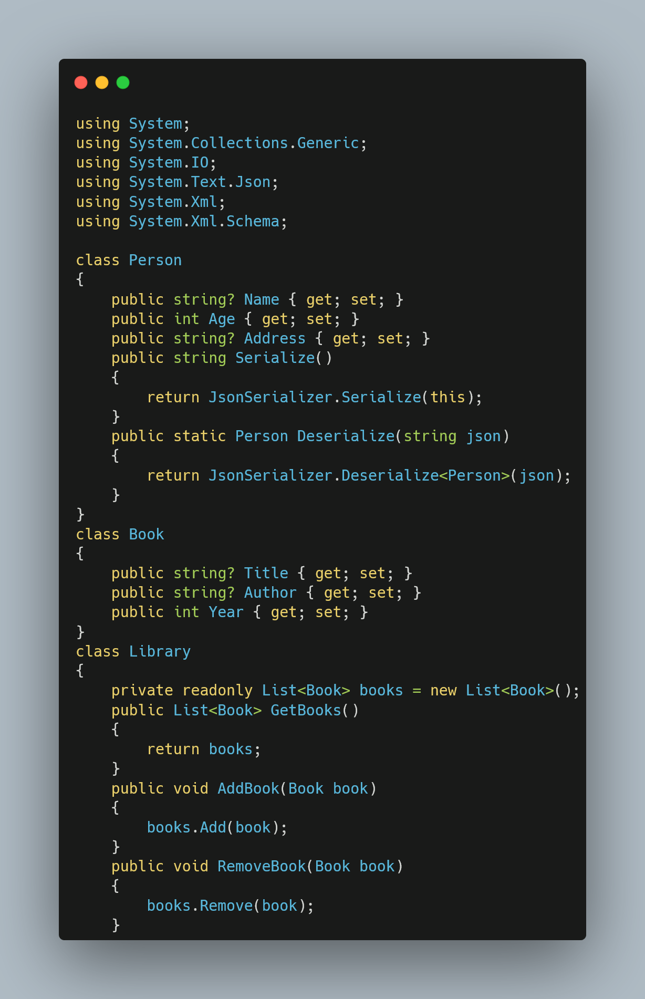 using System;
using System.Collections.Generic;
using System.IO;
using System.Text.Json;
using System.Xml;
using System.Xml.Schema;

class Person
{
    public string? Name { get; set; }
    public int Age { get; set; }
    public string? Address { get; set; }
    public string Serialize()
    {
        return JsonSerializer.Serialize(this);
    }
    public static Person Deserialize(string json)
    {
        return JsonSerializer.Deserialize<Person>(json);
    }
}
class Book
{
    public string? Title { get; set; }
    public string? Author { get; set; }
    public int Year { get; set; }
}
class Library
{
    private readonly List<Book> books = new List<Book>();
    public List<Book> GetBooks()
    {
        return books;
    }
    public void AddBook(Book book)
    {
        books.Add(book);
    }
    public void RemoveBook(Book book)
    {
        books.Remove(book);
    }